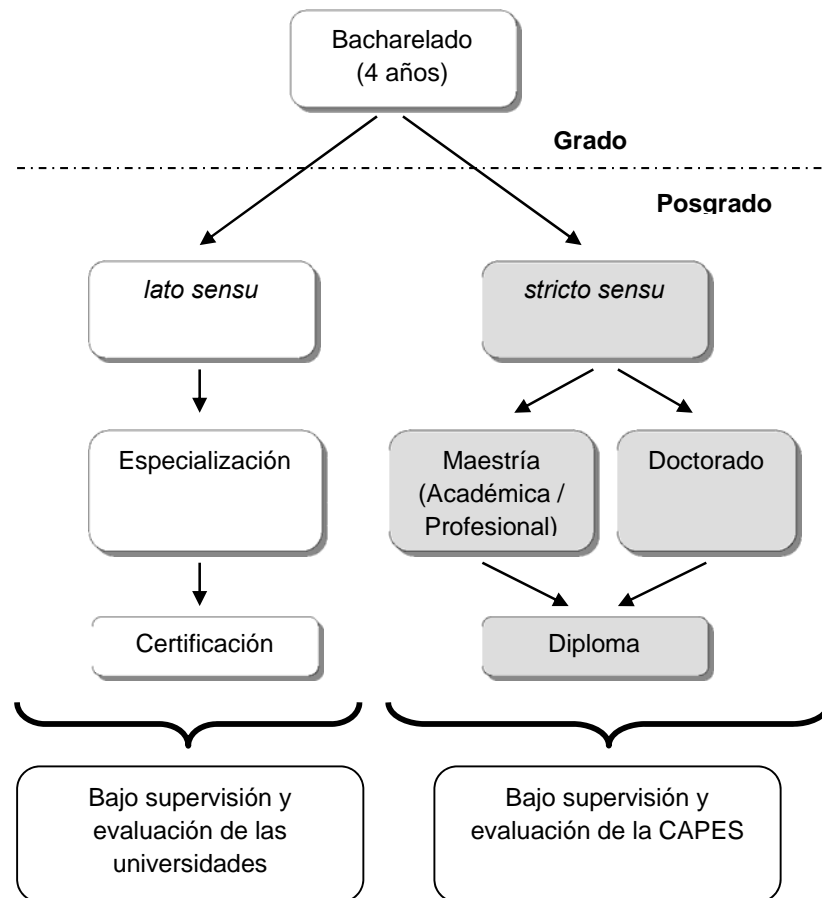 Bacharelado
(4 años)
Grado
Posgrado
lato sensu
stricto sensu
Especialización
Maestría
(Académica /
Profesional)
Doctorado
Certificación
Diploma
Bajo supervisión y
evaluación de las
universidades
Bajo supervisión y
evaluación de la CAPES